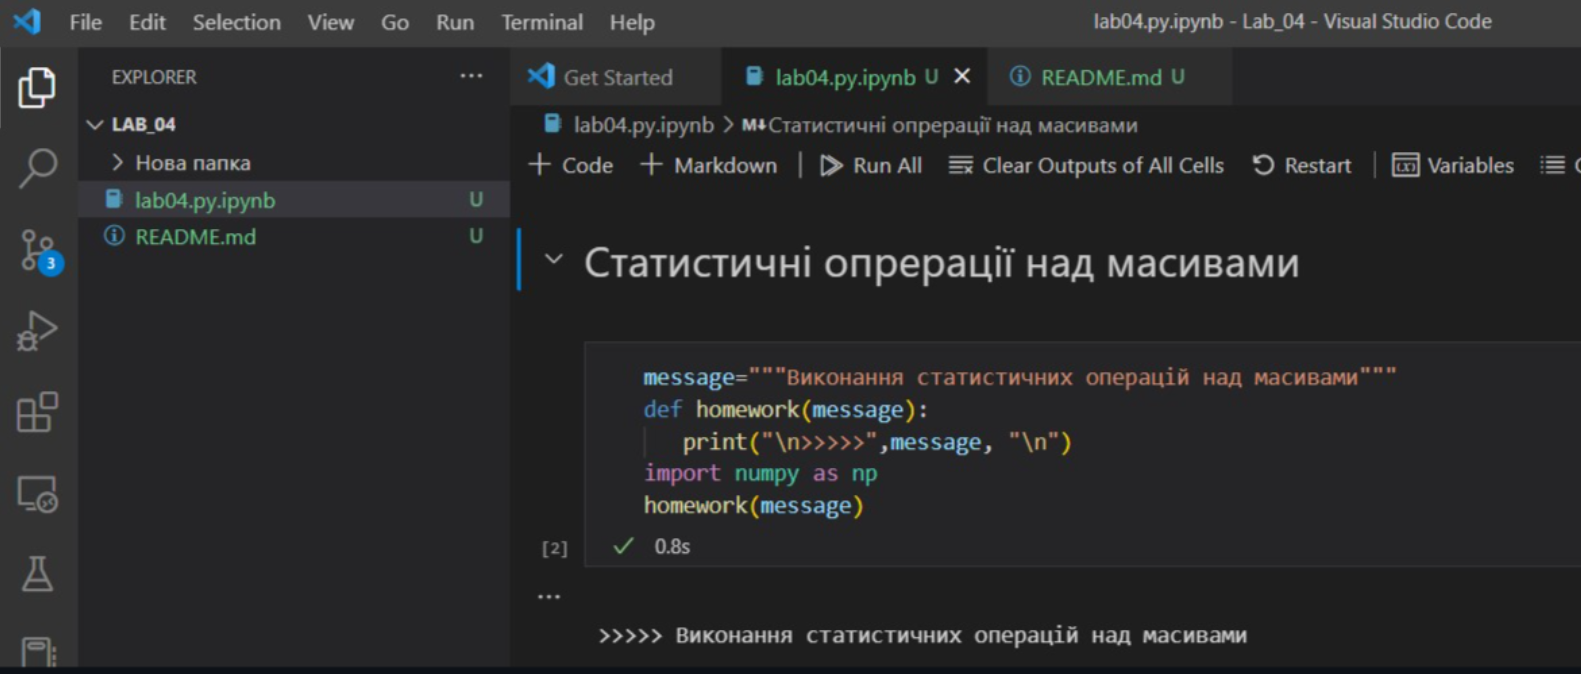 File Edit Selection View Go Run Terminal Help lab04.py.ipynb - Lab_04 - Visual Studio Code
EXPLORER ...
LAB_04
Нова папка
lab04.py.ipynb U
README.md U
3
Get Started lab04.py.ipynb U README.md U
lab04.py.ipynb > M↓Статистичні опрерації над масивами
+ Code + Markdown | Run All Clear Outputs of All Cells Restart | Variables
Статистичні опрерації над масивами
message="""Виконання статистичних операцій над масивами"""
def homework(message):
print("\n>>>>>",message, "\n")
import numpy as np
homework(message)
[2] ✓ 0.8s
...
>>>>> Виконання статистичних операцій над масивами